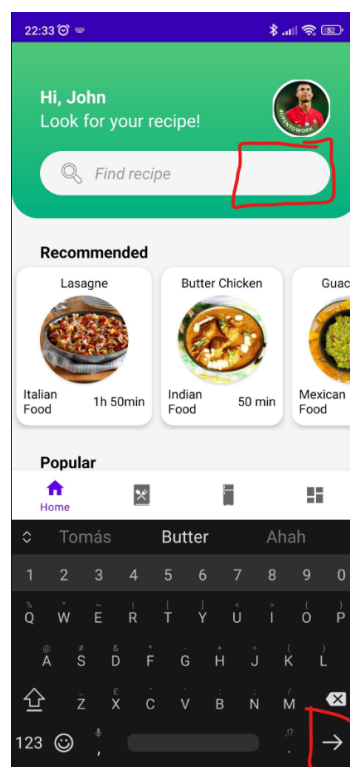 22:33
52
Hi, John
Look for your recipe!
#OPENTOWORK
Find recipe
Recommended
Lasagne
Butter Chicken
Guac
Italian Food
1h 50min
Indian Food
50 min
Mexican Food
Popular
Home
Tomás Butter Ahah
1 2 3 4 5 6 7 8 9 0
Q W E R T Y U I O P
A S D F G H J K L
Z X C V B N M
123 , .
,!?